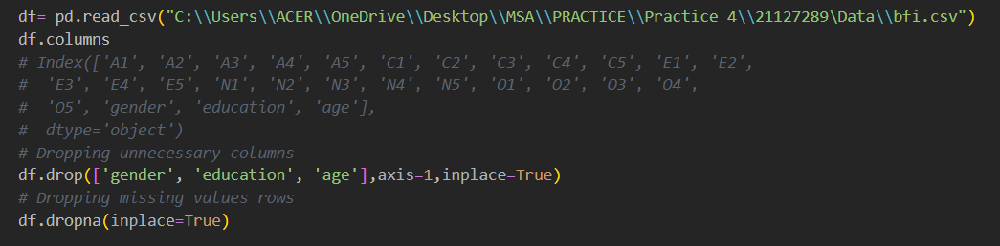 df= pd.read_csv("C:\\Users\\ACER\\OneDrive\\Desktop\\MSA\\PRACTICE\\Practice 4\\21127289\Data\\bfi.csv")
df.columns
# Index(['A1', 'A2', 'A3', 'A4', 'A5', 'C1', 'C2', 'C3', 'C4', 'C5', 'E1', 'E2',
#  'E3', 'E4', 'E5', 'N1', 'N2', 'N3', 'N4', 'N5', 'O1', 'O2', 'O3', 'O4',
#  'O5', 'gender', 'education', 'age'],
#  dtype='object')
# Dropping unnecessary columns
df.drop(['gender', 'education', 'age'],axis=1,inplace=True)
# Dropping missing values rows
df.dropna(inplace=True)